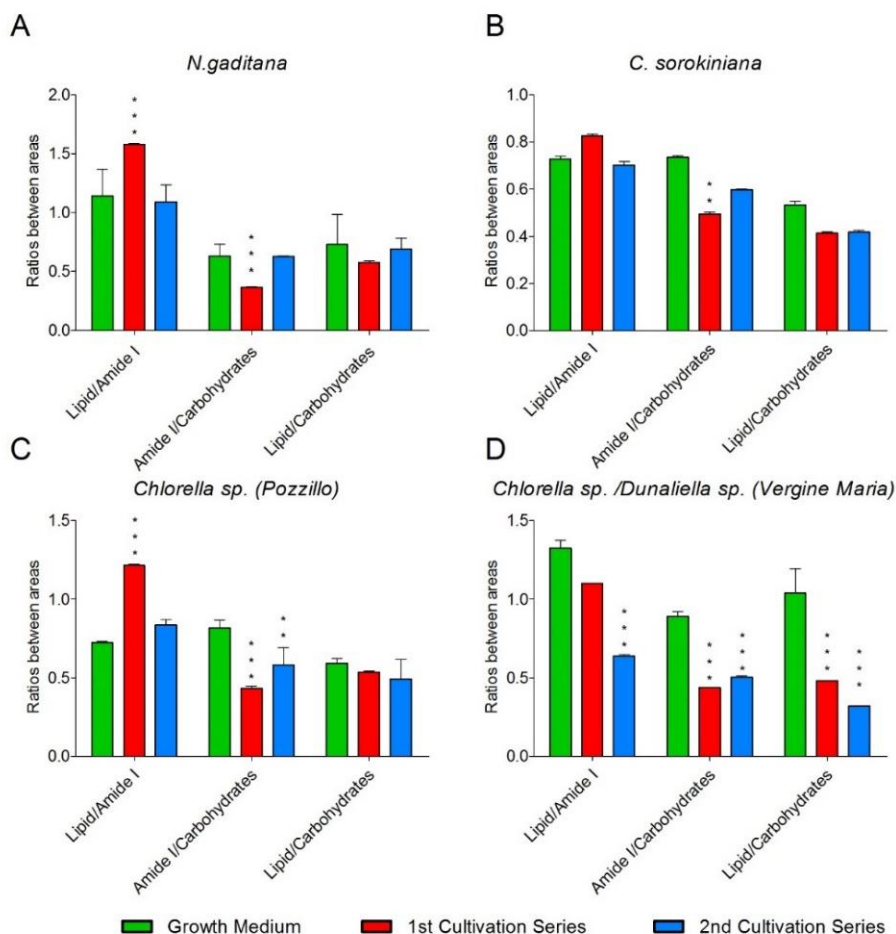 A
N.gaditana
Ratios between areas
2.0
1.5
1.0
0.5
0.0
***
***
Lipid/Amide I
Amide I/Carbohydrates
Lipid/Carbohydrates
B
C. sorokiniana
Ratios between areas
1.0
0.8
0.6
0.4
0.2
0.0
**
Lipid/Amide I
Amide I/Carbohydrates
Lipid/Carbohydrates
C
Chlorella sp. (Pozzillo)
Ratios between areas
1.5
1.0
0.5
0.0
***
***
**
Lipid/Amide I
Amide I/Carbohydrates
Lipid/Carbohydrates
D
Chlorella sp. /Dunaliella sp. (Vergine Maria)
Ratios between areas
1.5
1.0
0.5
0.0
***
***
***
***
***
Lipid/Amide I
Amide I/Carbohydrates
Lipid/Carbohydrates
Growth Medium
1st Cultivation Series
2nd Cultivation Series